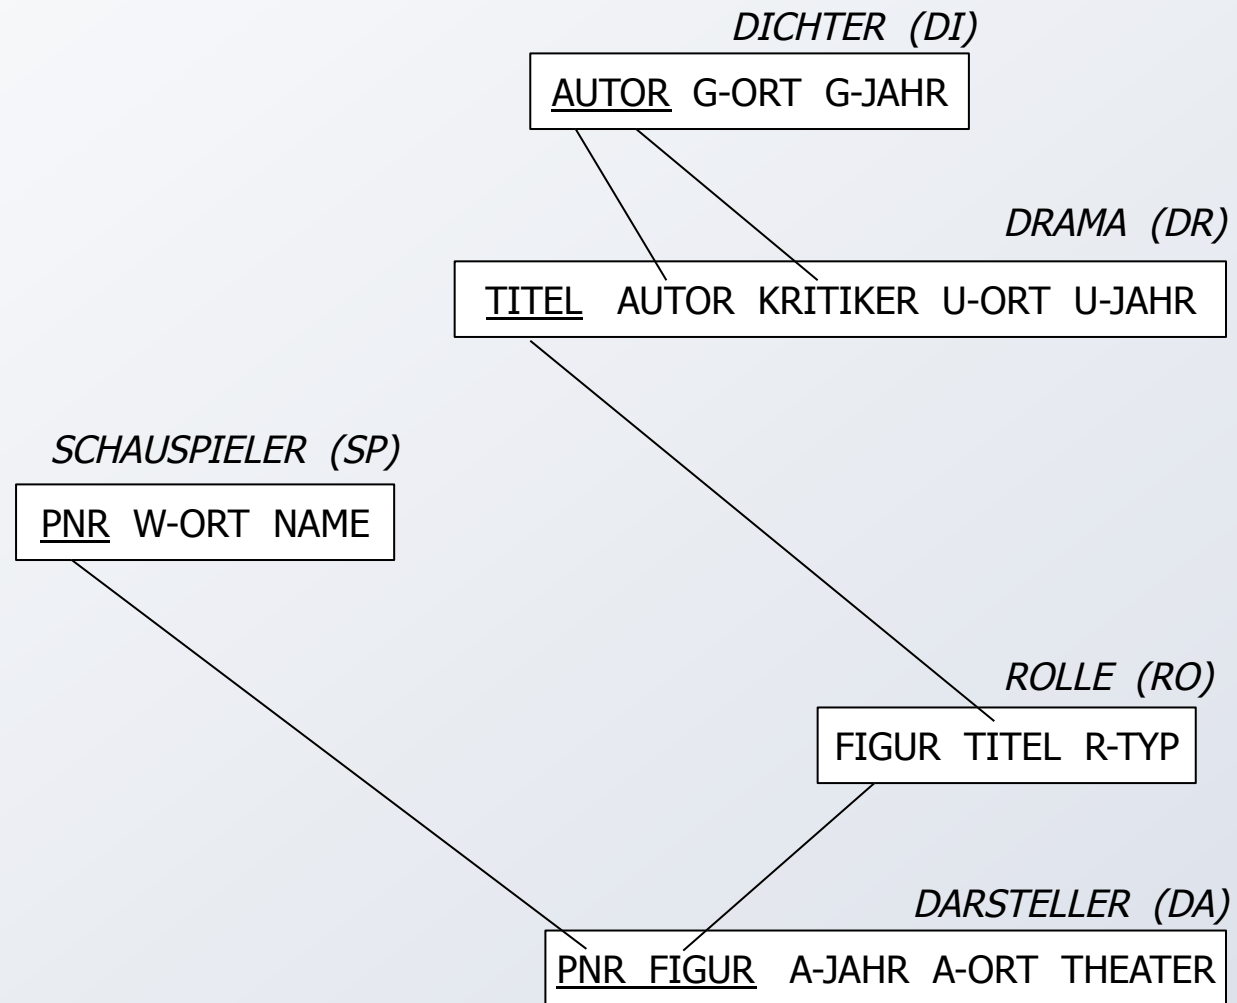 DICHTER (DI)
AUTOR G-ORT G-JAHR
DRAMA (DR)
TITEL AUTOR KRITIKER U-ORT U-JAHR
SCHAUSPIELER (SP)
PNR W-ORT NAME
ROLLE (RO)
FIGUR TITEL R-TYP
DARSTELLER (DA)
PNR FIGUR A-JAHR A-ORT THEATER